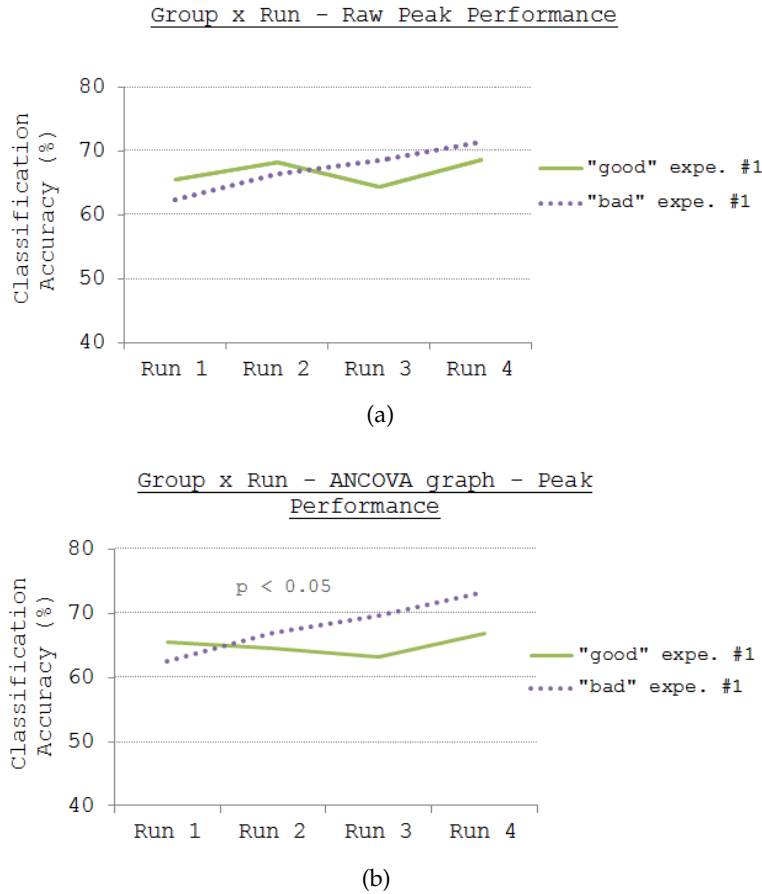 Group x Run – Raw Peak Performance
80
70
60
50
40
Classification
Accuracy (%)
Run 1 Run 2 Run 3 Run 4
"good" expe. #1
"bad" expe. #1
(a)
Group x Run – ANCOVA graph – Peak
Performance
80
70
60
50
40
Classification
Accuracy (%)
p < 0.05
Run 1 Run 2 Run 3 Run 4
"good" expe. #1
"bad" expe. #1
(b)